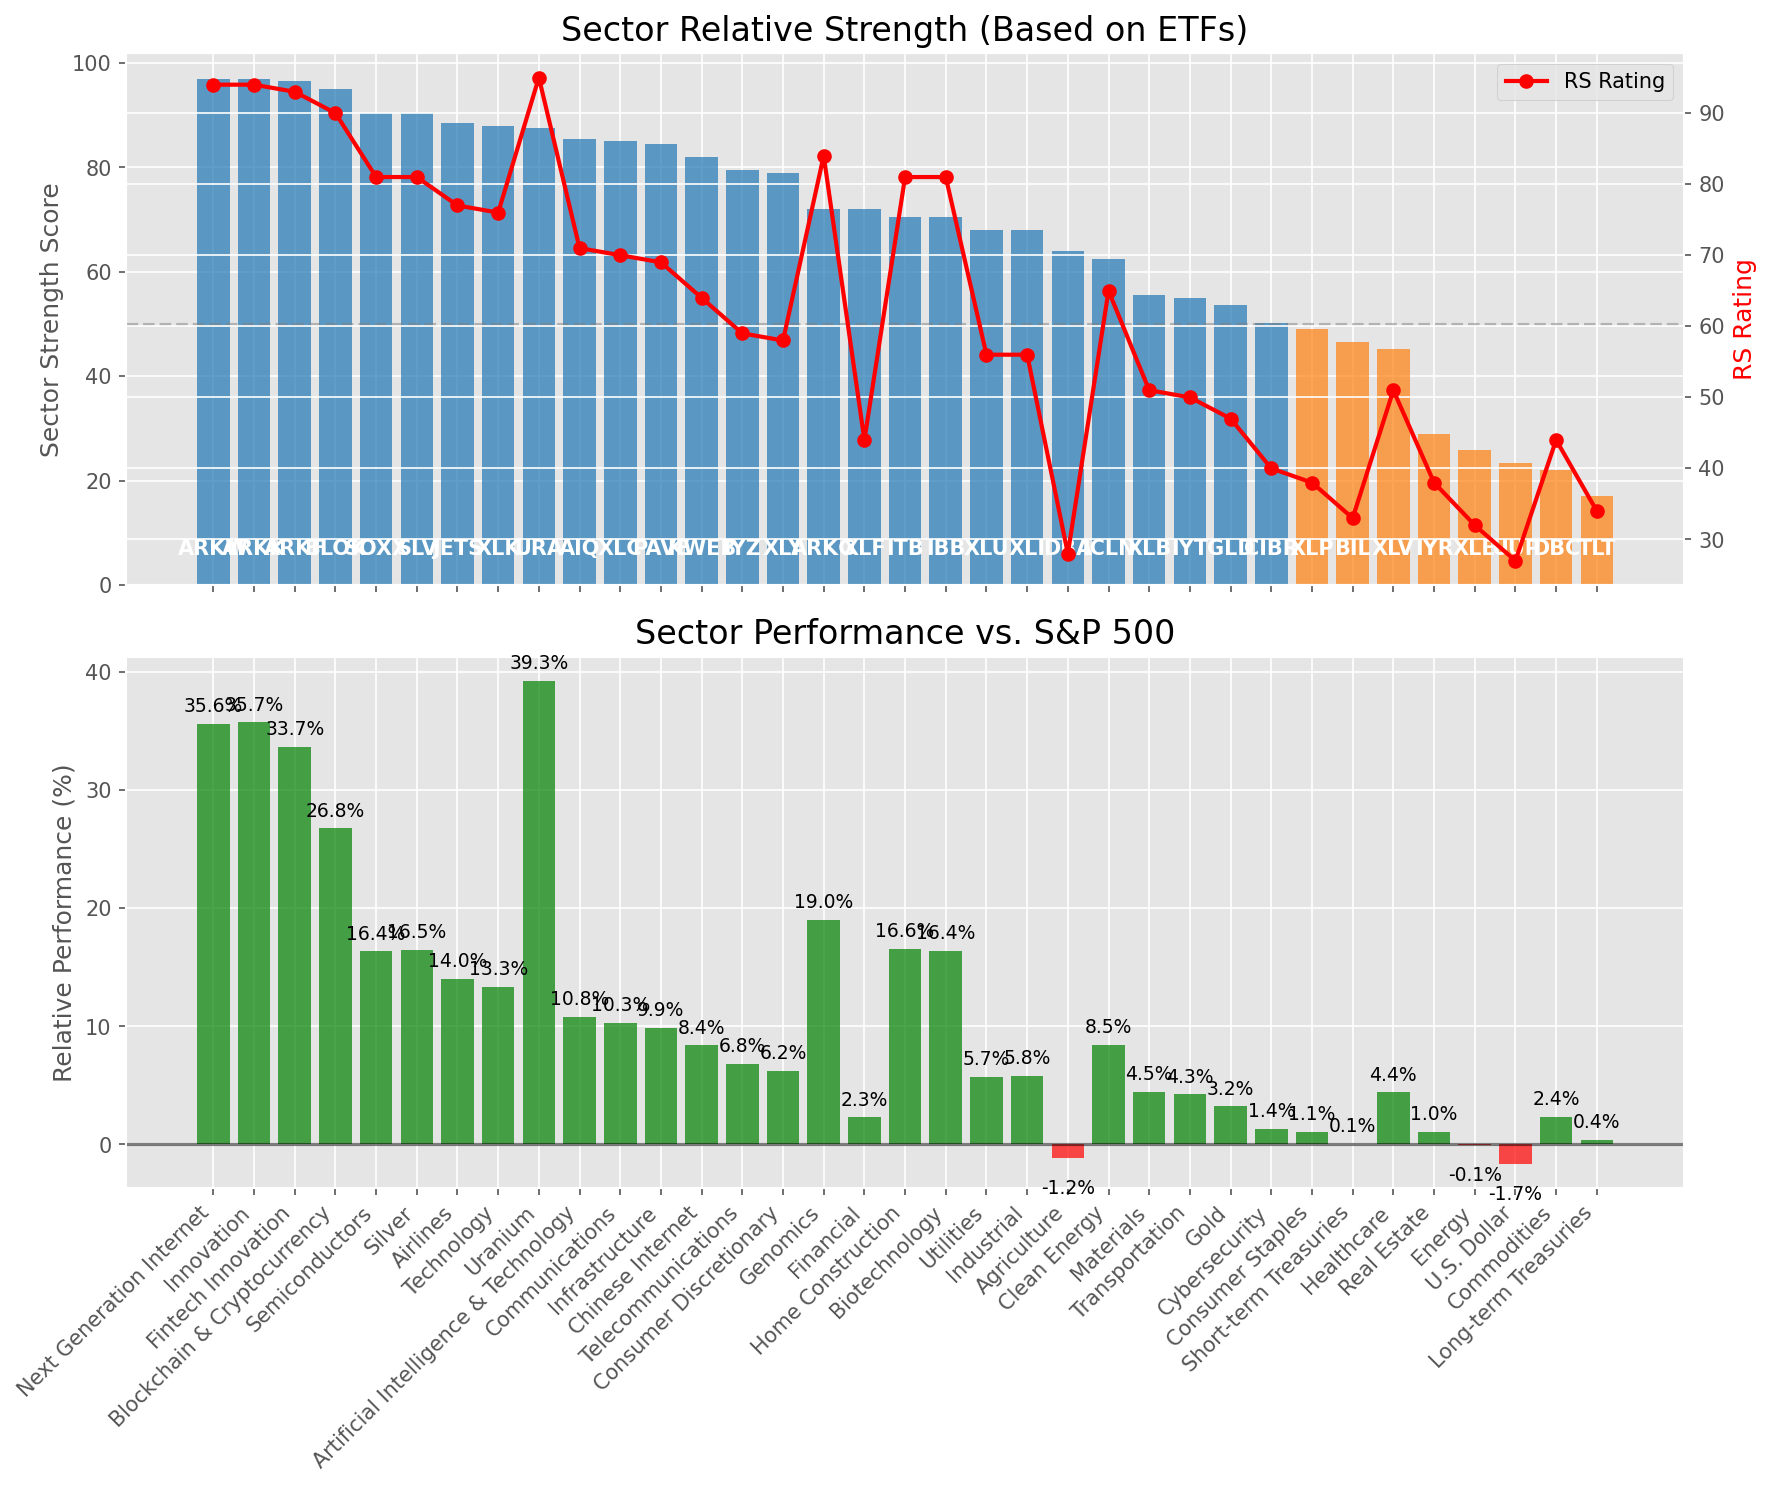 Sector Relative Strength (Based on ETFs)
RS Rating
Sector Strength Score
100
80
60
40
20
0
90
80
70
60
50
40
30
RS Rating
SLV JETS XLK URA AIQ XLC PAVE KWEB IYZ XLY ARKG XLF ITB IBB XLU XLI DBA ACLN XLB IYT GLD CIBR XLP BIL XLV IYR XLE UUP DBC TLT
Sector Performance vs. S&P 500
Relative Performance (%)
40
30
20
10
0
35.6% 35.7% 33.7% 26.8% 16.4% 16.5% 14.0% 13.3% 39.3% 10.8% 10.3% 9.9% 8.4% 6.8% 6.2% 19.0% 2.3% 16.6% 16.4% 5.7% 5.8% -1.2% 8.5% 4.5% 4.3% 3.2% 1.4% 1.1% 0.1% 4.4% 1.0% -0.1% -1.7% 2.4% 0.4%
Next Generation Internet
Innovation
Fintech Innovation
Blockchain & Cryptocurrency
Semiconductors
Silver
Airlines
Technology
Uranium
Artificial Intelligence & Technology
Communications
Infrastructure
Chinese Internet
Telecommunications
Consumer Discretionary
Genomics
Financial
Home Construction
Biotechnology
Utilities
Industrial
Agriculture
Clean Energy
Materials
Transportation
Gold
Cybersecurity
Consumer Staples
Short-term Treasuries
Healthcare
Real Estate
Energy
U.S. Dollar
Commodities
Long-term Treasuries